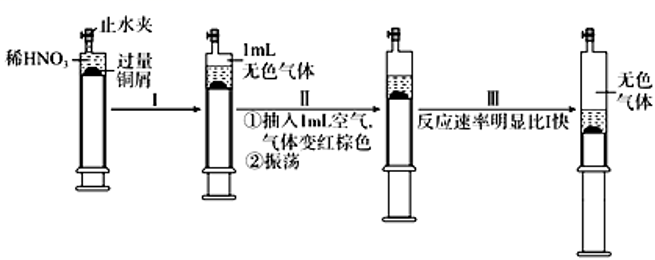 止水夹
稀HNO₃
过量
铜屑
Ⅰ
1mL
无色气体
Ⅱ
①抽入1mL空气,
气体变红棕色
②振荡
Ⅲ
反应速率明显比Ⅰ快
无色
气体